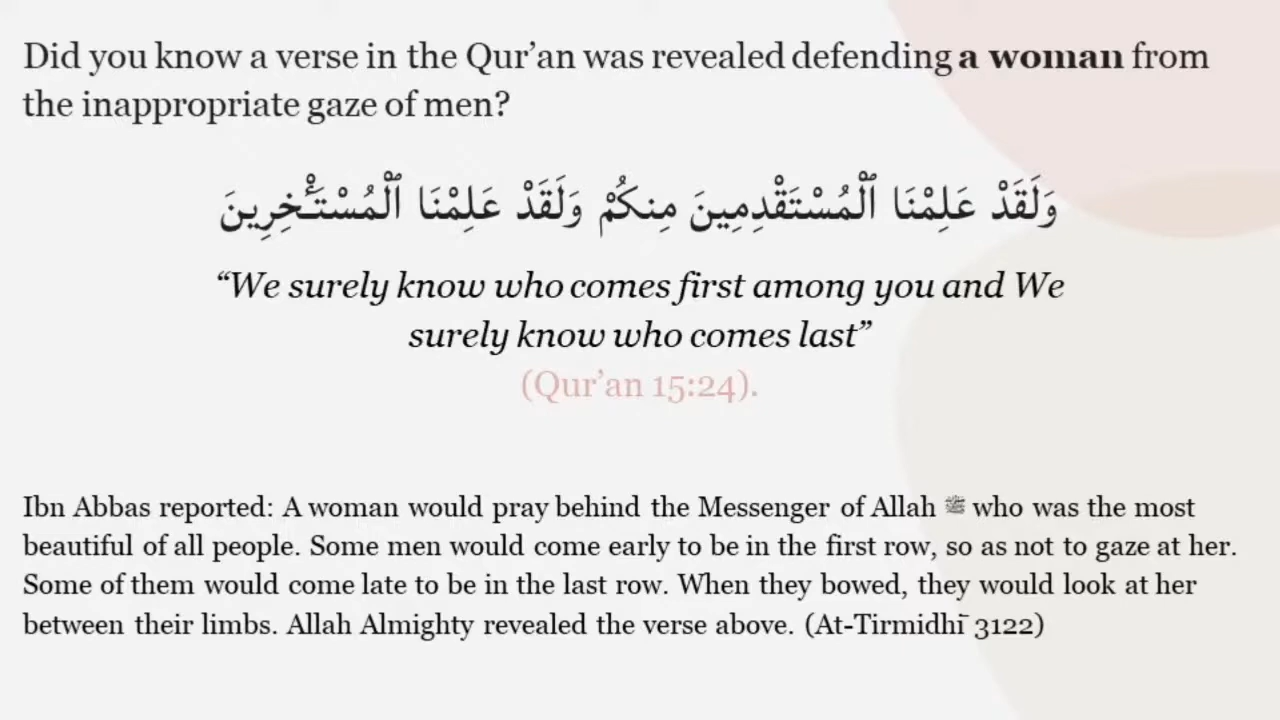 Did you know a verse in the Qur’an was revealed defending a woman from
the inappropriate gaze of men?
وَلَقَدْ عَلِمْنَا ٱلْمُسْتَقْدِمِينَ مِنكُمْ وَلَقَدْ عَلِمْنَا ٱلْمُسْتَـْٔخِرِينَ
“We surely know who comes first among you and We
surely know who comes last”
(Qur’an 15:24).
Ibn Abbas reported: A woman would pray behind the Messenger of Allah ﷺ who was the most
beautiful of all people. Some men would come early to be in the first row, so as not to gaze at her.
Some of them would come late to be in the last row. When they bowed, they would look at her
between their limbs. Allah Almighty revealed the verse above. (At-Tirmidhī 3122)